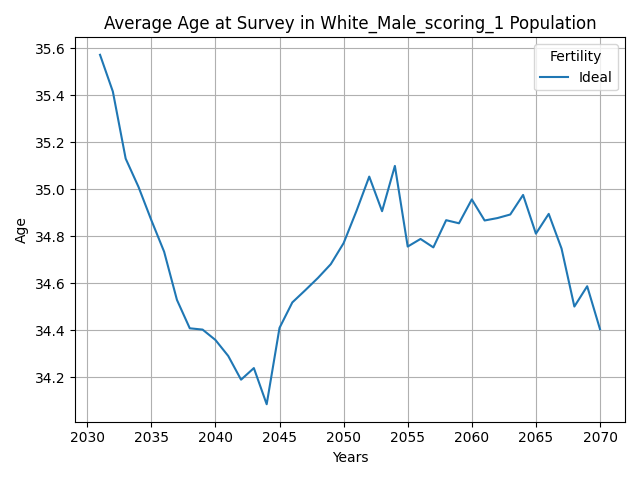 Average Age at Survey in White_Male_scoring_1 Population
Fertility
Ideal
35.6
35.4
35.2
35.0
34.8
34.6
34.4
34.2
Age
2030 2035 2040 2045 2050 2055 2060 2065 2070
Years